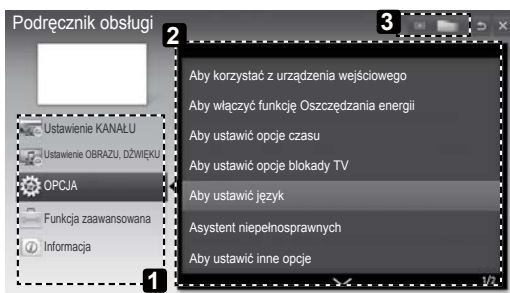 Podręcznik obsługi
3
2
Aby korzystać z urządzenia wejściowego
Aby włączyć funkcję Oszczędzania energii
Aby ustawić opcje czasu
Aby ustawić opcje blokady TV
Aby ustawić język
Asystent niepełnosprawnych
Aby ustawić inne opcje
1/2
Ustawienie KANAŁU
Ustawienie OBRAZU, DŹWIĘKU
OPCJA
Funkcja zaawansowana
Informacja
1